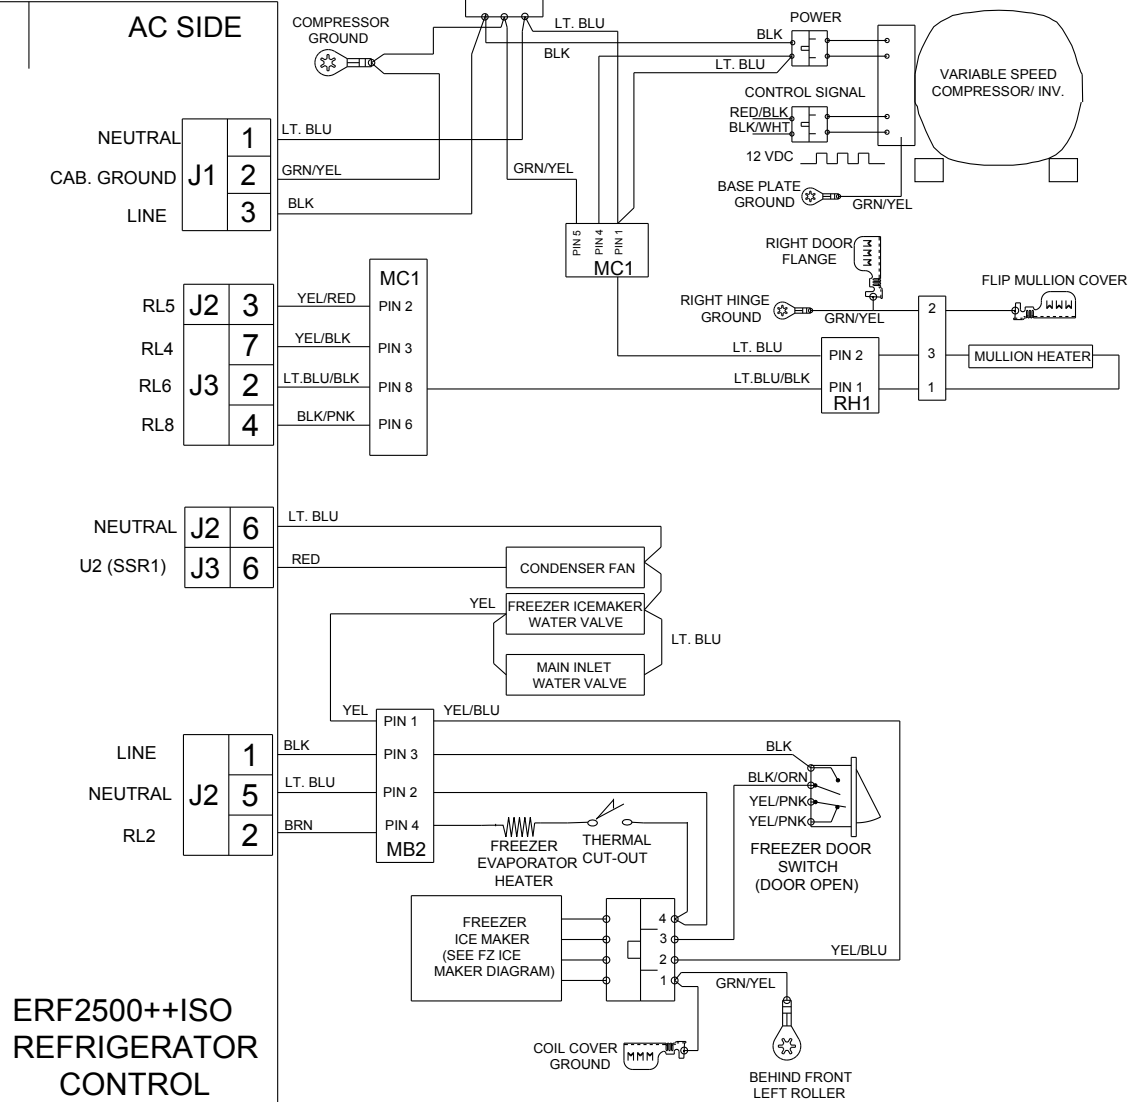 AC SIDE
COMPRESSOR
GROUND
LT. BLU
BLK
BLK
LT. BLU
POWER
VARIABLE SPEED
COMPRESSOR/ INV.
CONTROL SIGNAL
RED/BLK
BLK/WHT
12 VDC
BASE PLATE
GROUND
GRN/YEL
NEUTRAL
CAB. GROUND
LINE
J1
1
2
3
LT. BLU
GRN/YEL
BLK
GRN/YEL
PIN 5
PIN 4
PIN 1
MC1
RIGHT DOOR
FLANGE
RIGHT HINGE
GROUND
GRN/YEL
FLIP MULLION COVER
RL5
RL4
RL6
RL8
J2
3
J3
7
2
4
YEL/RED
YEL/BLK
LT.BLU/BLK
BLK/PNK
MC1
PIN 2
PIN 3
PIN 8
PIN 6
LT. BLU
LT.BLU/BLK
PIN 2
PIN 1
RH1
2
3
1
MULLION HEATER
NEUTRAL
U2 (SSR1)
J2
6
J3
6
LT. BLU
RED
CONDENSER FAN
YEL
FREEZER ICEMAKER
WATER VALVE
LT. BLU
MAIN INLET
WATER VALVE
LINE
NEUTRAL
RL2
J2
1
5
2
BLK
LT. BLU
BRN
YEL
PIN 1
PIN 3
PIN 2
PIN 4
MB2
YEL/BLU
BLK
BLK/ORN
YEL/PNK
YEL/PNK
FREEZER DOOR
SWITCH
(DOOR OPEN)
FREEZER
EVAPORATOR
HEATER
THERMAL
CUT-OUT
FREEZER
ICE MAKER
(SEE FZ ICE
MAKER DIAGRAM)
4
3
2
1
YEL/BLU
GRN/YEL
COIL COVER
GROUND
BEHIND FRONT
LEFT ROLLER
ERF2500++ISO
REFRIGERATOR
CONTROL